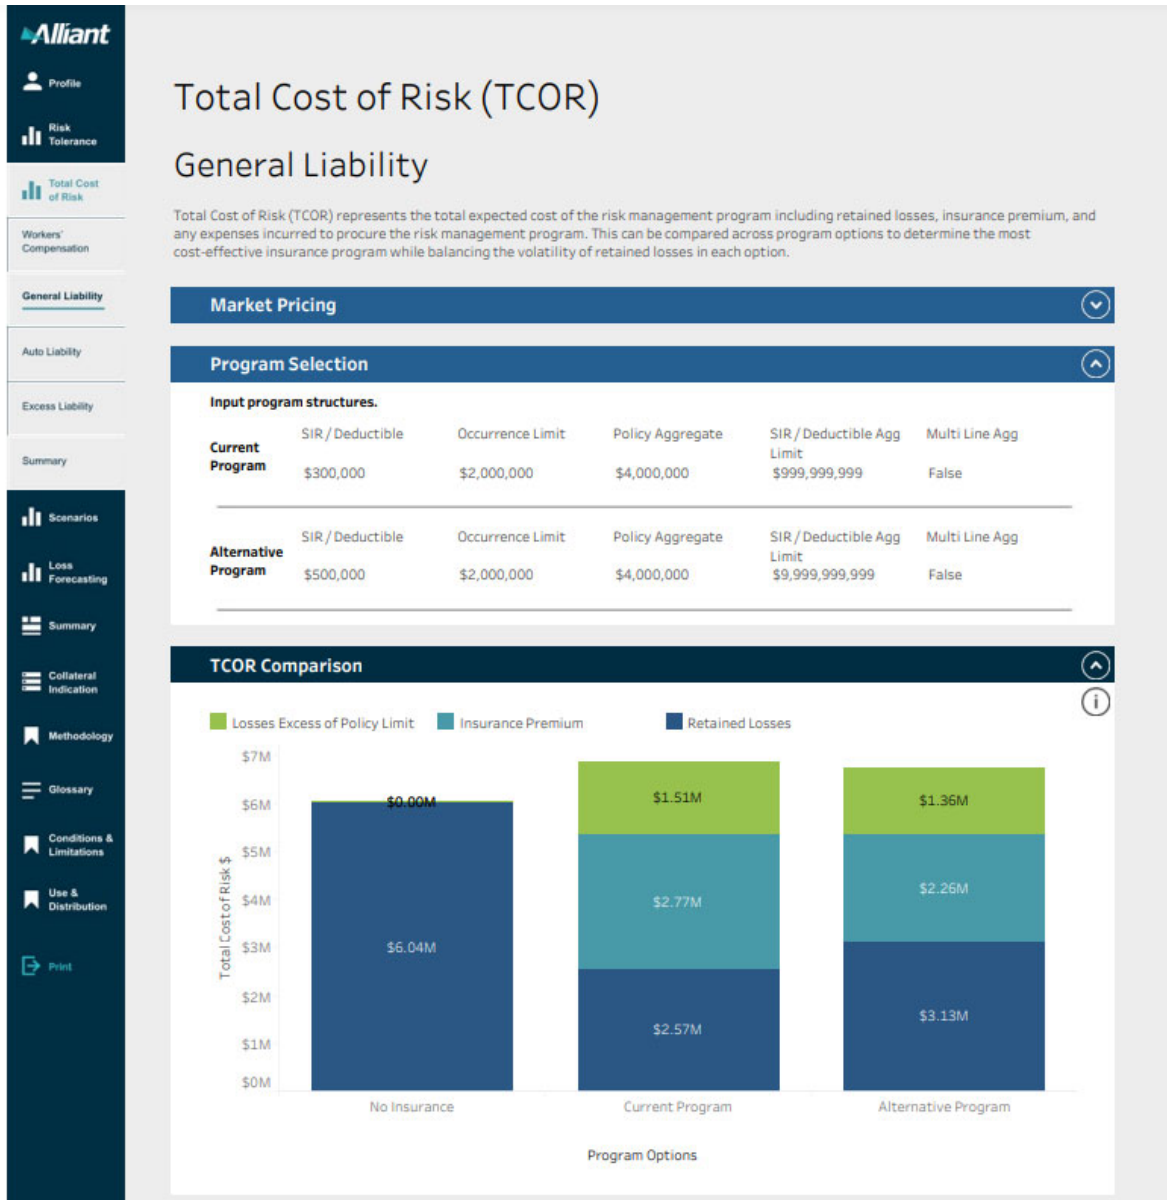 Alliant
Profile
Risk
Tolerance
Total Cost
of Risk
Workers'
Compensation
General Liability
Auto Liability
Excess Liability
Summary
Scenarios
Loss
Forecasting
Summary
Collateral
Indication
Methodology
Glossary
Conditions &
Limitations
Use &
Distribution
Print
Total Cost of Risk (TCOR)
General Liability
Total Cost of Risk (TCOR) represents the total expected cost of the risk management program including retained losses, insurance premium, and
any expenses incurred to procure the risk management program. This can be compared across program options to determine the most
cost-effective insurance program while balancing the volatility of retained losses in each option.
Market Pricing
Program Selection
Input program structures.
Current
Program
SIR / Deductible
$300,000
Occurrence Limit
$2,000,000
Policy Aggregate
$4,000,000
SIR / Deductible Agg
Limit
$999,999,999
Multi Line Agg
False
Alternative
Program
SIR / Deductible
$500,000
Occurrence Limit
$2,000,000
Policy Aggregate
$4,000,000
SIR / Deductible Agg
Limit
$9,999,999,999
Multi Line Agg
False
TCOR Comparison
i
Losses Excess of Policy Limit
Insurance Premium
Retained Losses
Total Cost of Risk $
$7M
$6M
$5M
$4M
$3M
$2M
$1M
$0M
$0.00M
$6.04M
$1.51M
$2.77M
$2.57M
$1.36M
$2.26M
$3.13M
No Insurance
Current Program
Alternative Program
Program Options